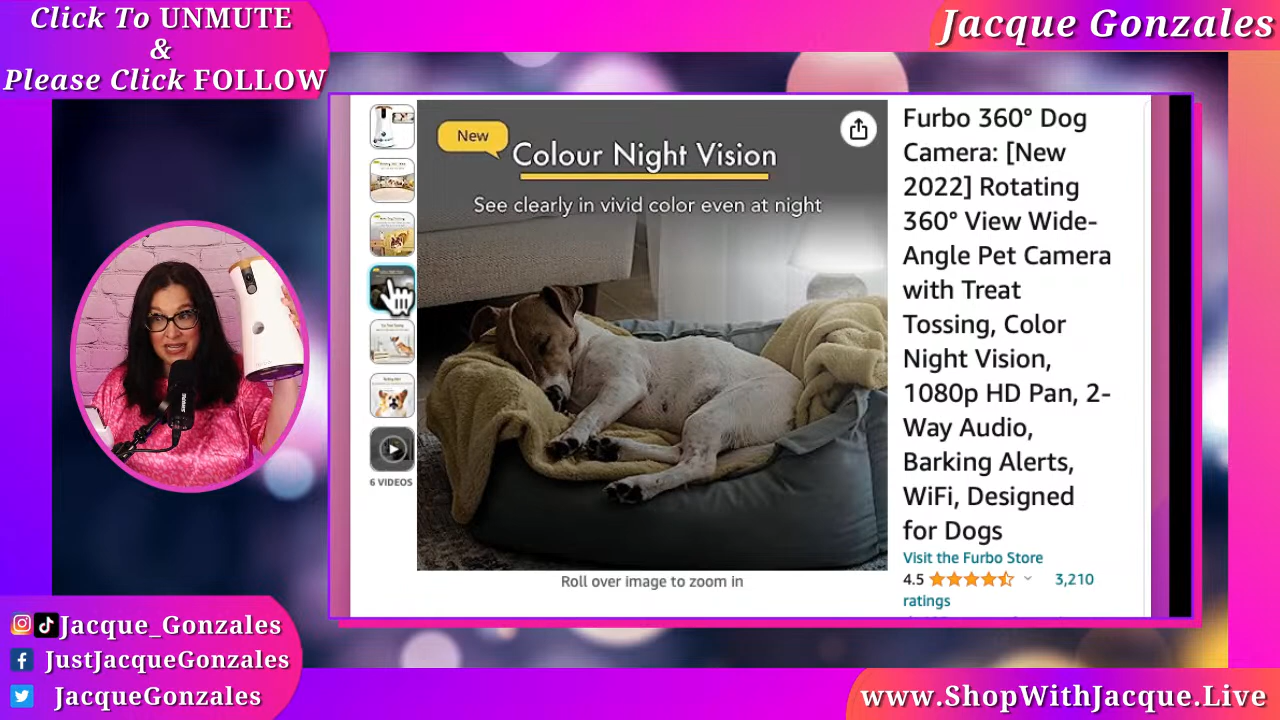 Click To UNMUTE
&
Please Click FOLLOW
Jacque Gonzales
New
Colour Night Vision
See clearly in vivid color even at night
6 VIDEOS
Roll over image to zoom in
Furbo 360° Dog
Camera: [New
2022] Rotating
360° View Wide-
Angle Pet Camera
with Treat
Tossing, Color
Night Vision,
1080p HD Pan, 2-
Way Audio,
Barking Alerts,
WiFi, Designed
for Dogs
Visit the Furbo Store
4.5 3,210
ratings
Jacque_Gonzales
JustJacqueGonzales
JacqueGonzales
www.ShopWithJacque.Live